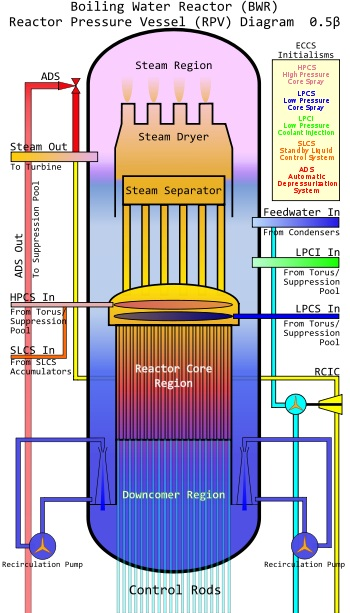 Boiling Water Reactor (BWR)
Reactor Pressure Vessel (RPV) Diagram 0.5β
ECCS
Initialisms
HPCS
High Pressure
Core Spray
LPCS
Low Pressure
Core Spray
LPCI
Low Pressure
Coolant Injection
SLCS
Standby Liquid
Control System
ADS
Automatic
Depressurization
System
Steam Region
ADS
Steam Dryer
Steam Out
To Turbine
Steam Separator
To Suppression Pool
ADS Out
Feedwater In
From Condensers
LPCI In
From Torus/
Suppression
Pool
HPCS In
From Torus/
Suppression
Pool
LPCS In
From Torus/
Suppression
Pool
SLCS In
From SLCS
Accumulators
Reactor Core
Region
RCIC
Downcomer Region
Recirculation Pump
Recirculation Pump
Control Rods